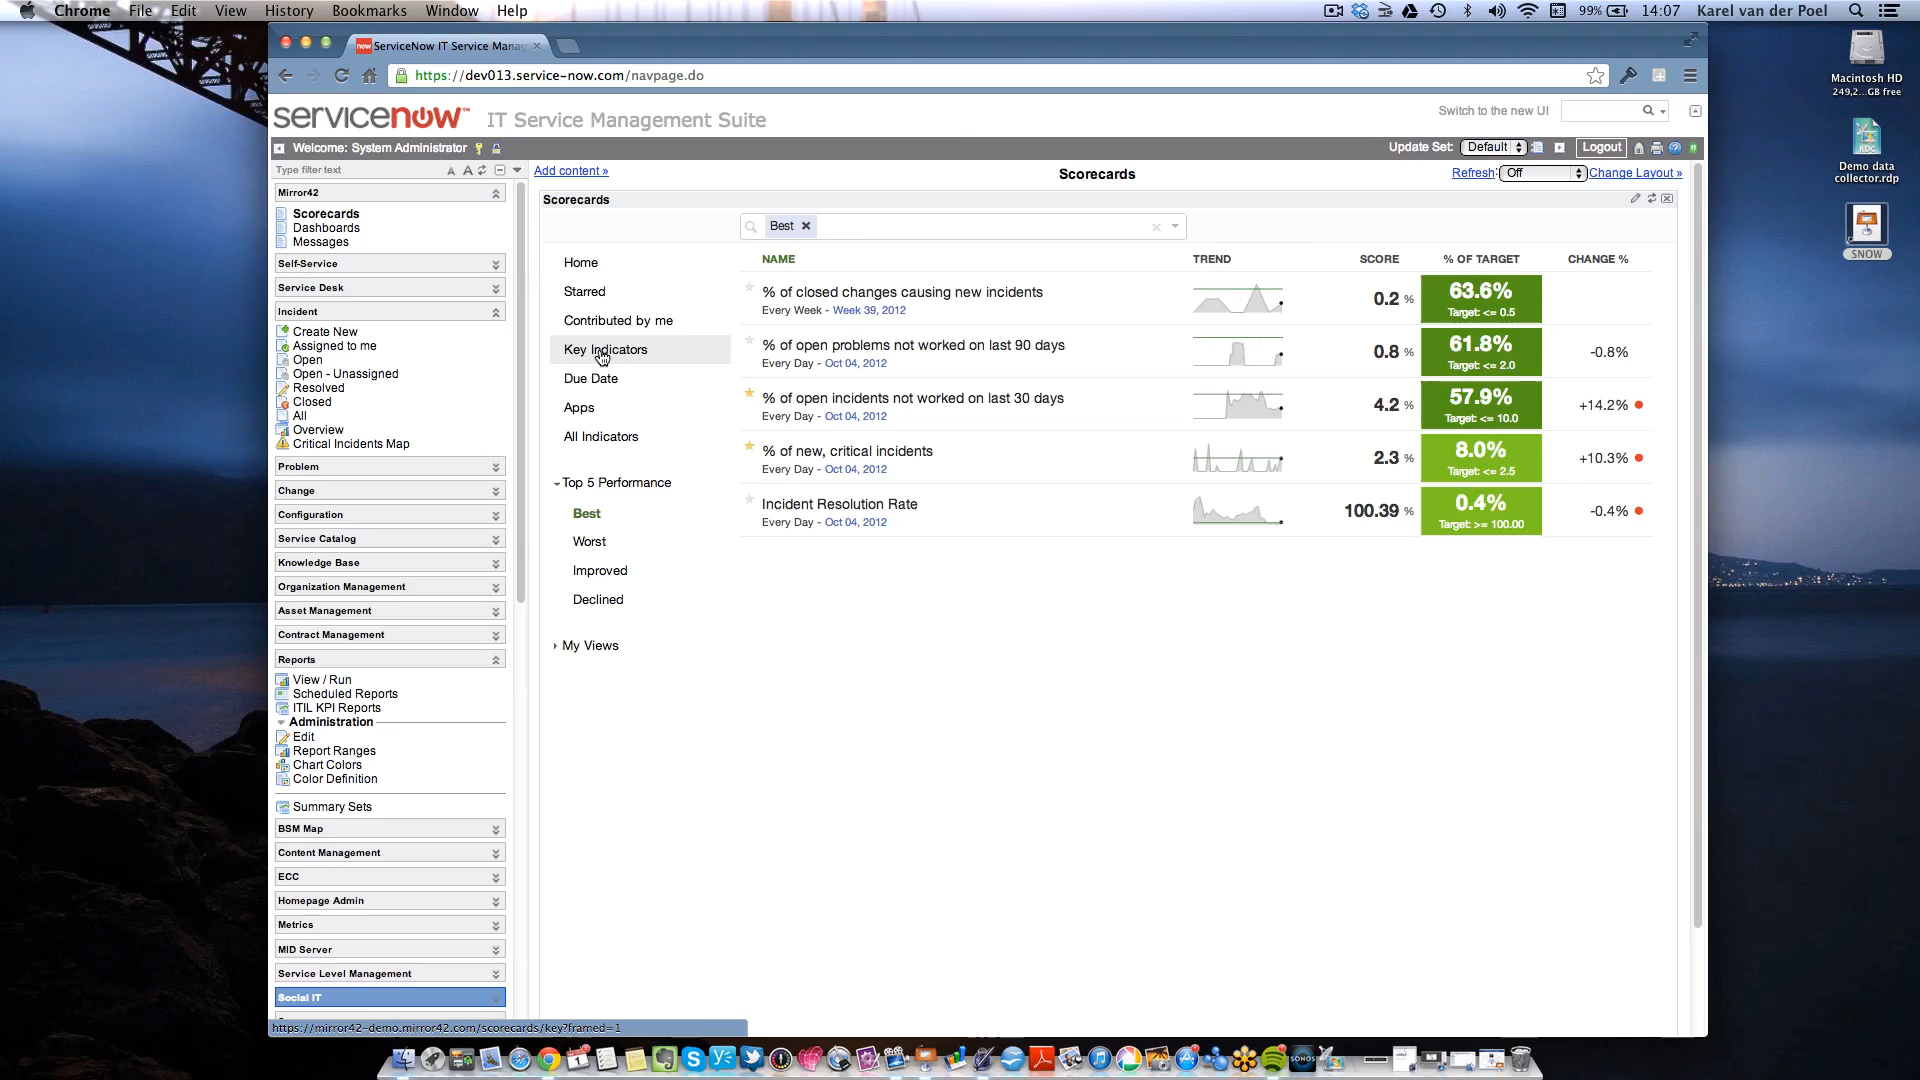 Chrome File Edit View History Bookmarks Window Help 99% 14:07 Karel van der Poel
ServiceNow IT Service Mana
https://dev013.service-now.com/navpage.do
servicenow™ IT Service Management Suite
Switch to the new UI
Welcome: System Administrator
Update Set: Default Logout
Type filter text A A
Add content »
Scorecards
Refresh: Off Change Layout »
Mirror42
Scorecards
Dashboards
Messages
Self-Service
Service Desk
Incident
Create New
Assigned to me
Open
Open - Unassigned
Resolved
Closed
All
Overview
Critical Incidents Map
Problem
Change
Configuration
Service Catalog
Knowledge Base
Organization Management
Asset Management
Contract Management
Reports
View / Run
Scheduled Reports
ITIL KPI Reports
Administration
Edit
Report Ranges
Chart Colors
Color Definition
Summary Sets
BSM Map
Content Management
ECC
Homepage Admin
Metrics
MID Server
Service Level Management
Social IT
https://mirror42-demo.mirror42.com/scorecards/key?framed=1
Scorecards
Best
Home
Starred
Contributed by me
Key Indicators
Due Date
Apps
All Indicators
Top 5 Performance
Best
Worst
Improved
Declined
My Views
NAME TREND SCORE % OF TARGET CHANGE %
% of closed changes causing new incidents 0.2 % 63.6%
Every Week - Week 39, 2012 Target: <= 0.5
% of open problems not worked on last 90 days 0.8 % 61.8% -0.8%
Every Day - Oct 04, 2012 Target: <= 2.0
% of open incidents not worked on last 30 days 4.2 % 57.9% +14.2%
Every Day - Oct 04, 2012 Target: <= 10.0
% of new, critical incidents 2.3 % 8.0% +10.3%
Every Day - Oct 04, 2012 Target: <= 2.5
Incident Resolution Rate 100.39 % 0.4% -0.4%
Every Day - Oct 04, 2012 Target: >= 100.00
Macintosh HD
249,2...GB free
RDC
Demo data
collector.rdp
SNOW
SONOS